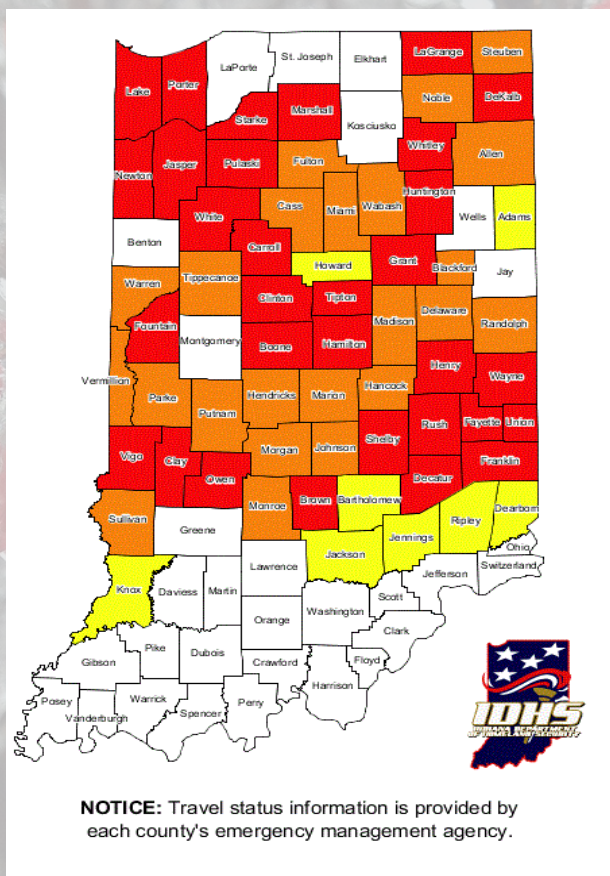 St. Joseph
LaGrange
Steuben
LaPorte
Elkhart
Lake
Porter
Noble
DeKalb
Starke
Marshall
Kosciusko
Whitley
Allen
Newton
Jasper
Pulaski
Fulton
Huntington
White
Cass
Miami
Wabash
Wells
Adams
Benton
Carroll
Howard
Grant
Blackford
Jay
Warren
Tippecanoe
Clinton
Tipton
Fountain
Montgomery
Boone
Hamilton
Madison
Delaware
Randolph
Vermillion
Parke
Putnam
Hendricks
Marion
Hancock
Henry
Wayne
Vigo
Clay
Owen
Morgan
Johnson
Shelby
Rush
Fayette
Union
Franklin
Sullivan
Greene
Monroe
Brown
Bartholomew
Decatur
Dearborn
Ripley
Jennings
Jackson
Ohio
Switzerland
Jefferson
Knox
Daviess
Martin
Lawrence
Washington
Scott
Orange
Clark
Gibson
Pike
Dubois
Crawford
Floyd
Harrison
Posey
Vanderburgh
Warrick
Spencer
Perry
IDHS
INDIANA DEPARTMENT
OF HOMELAND SECURITY
NOTICE: Travel status information is provided by
each county's emergency management agency.